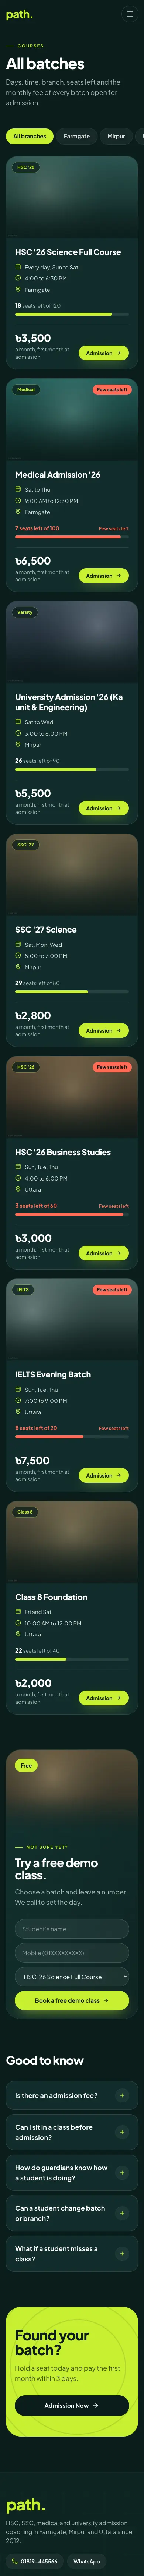 path.
COURSES
All batches
Days, time, branch, seats left and the
monthly fee of every batch open for
admission.
All branches
Farmgate
Mirpur
HSC '26
HSC '26 Science Full Course
Every day, Sun to Sat
4:00 to 6:30 PM
Farmgate
18 seats left of 120
৳3,500
a month, first month at
admission
Admission →
Medical
Few seats left
Medical Admission '26
Sat to Thu
9:00 AM to 12:30 PM
Farmgate
7 seats left of 100
Few seats left
৳6,500
a month, first month at
admission
Admission →
Varsity
University Admission '26 (Ka
unit & Engineering)
Sat to Wed
3:00 to 6:00 PM
Mirpur
26 seats left of 90
৳5,500
a month, first month at
admission
Admission →
SSC '27
SSC '27 Science
Sat, Mon, Wed
5:00 to 7:00 PM
Mirpur
29 seats left of 80
৳2,800
a month, first month at
admission
Admission →
HSC '26
Few seats left
HSC '26 Business Studies
Sun, Tue, Thu
4:00 to 6:00 PM
Uttara
3 seats left of 60
Few seats left
৳3,000
a month, first month at
admission
Admission →
IELTS
Few seats left
IELTS Evening Batch
Sun, Tue, Thu
7:00 to 9:00 PM
Uttara
8 seats left of 20
Few seats left
৳7,500
a month, first month at
admission
Admission →
Class 8
Class 8 Foundation
Fri and Sat
10:00 AM to 12:00 PM
Uttara
22 seats left of 40
৳2,000
a month, first month at
admission
Admission →
Free
NOT SURE YET?
Try a free demo
class.
Choose a batch and leave a number.
We call to set the day.
Student's name
Mobile (01XXXXXXXXX)
HSC '26 Science Full Course
Book a free demo class →
Good to know
Is there an admission fee?
Can I sit in a class before
admission?
How do guardians know how
a student is doing?
Can a student change batch
or branch?
What if a student misses a
class?
Found your
batch?
Hold a seat today and pay the first
month within 3 days.
Admission Now →
path.
HSC, SSC, medical and university admission
coaching in Farmgate, Mirpur and Uttara since
2012.
01819-445566
WhatsApp